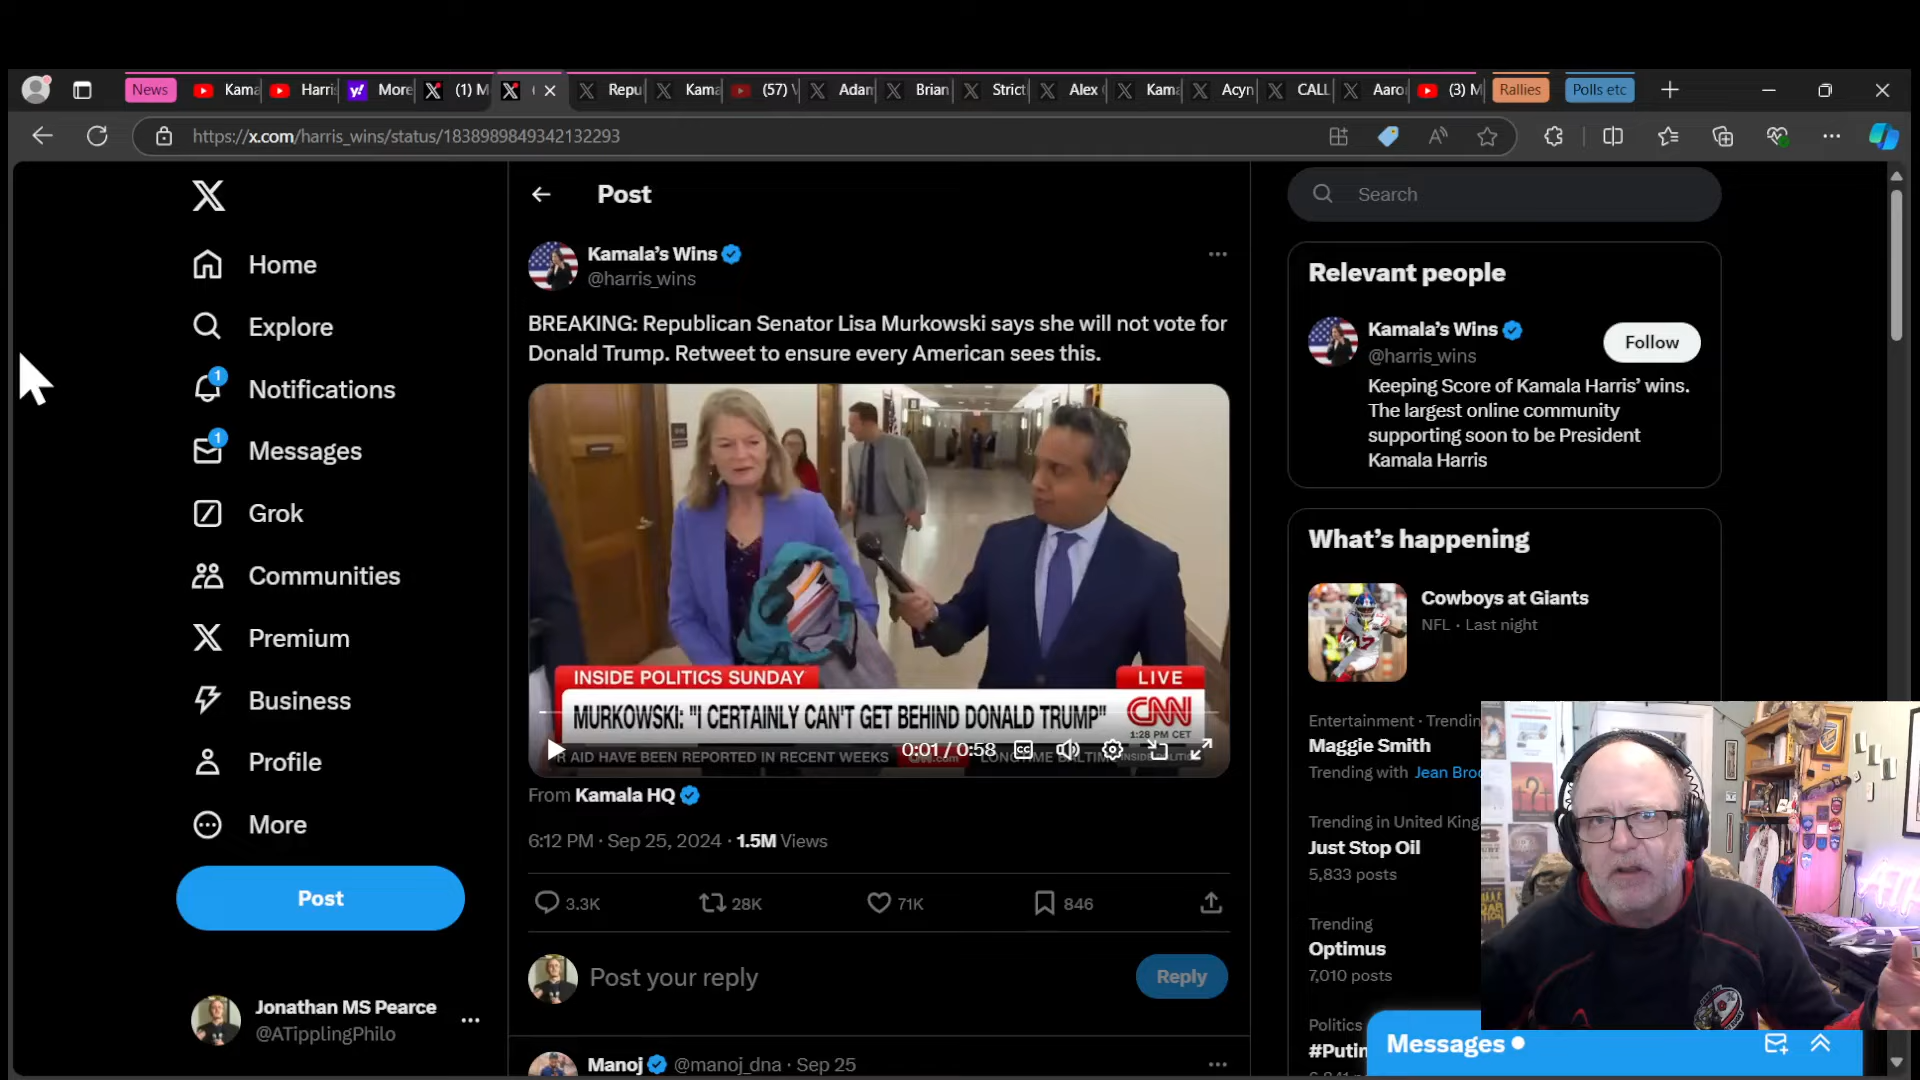 News
Kama
Harri
More
(1) M
Repu
Kama
(57)
Adam
Brian
Strict
Alex
Kama
Acyn
CALL
Aaro
(3) M
Rallies
Polls etc
https://x.com/harris_wins/status/1838989849342132293
Home
Explore
1
Notifications
1
Messages
Grok
Communities
Premium
Business
Profile
More
Post
Jonathan MS Pearce
@ATipplingPhilo
Post
Kamala's Wins
@harris_wins
BREAKING: Republican Senator Lisa Murkowski says she will not vote for
Donald Trump. Retweet to ensure every American sees this.
INSIDE POLITICS SUNDAY
LIVE
MURKOWSKI: "I CERTAINLY CAN'T GET BEHIND DONALD TRUMP"
CNN
1:28 PM CET
0:01 / 0:58
R AID HAVE BEEN REPORTED IN RECENT WEEKS
From Kamala HQ
6:12 PM · Sep 25, 2024 · 1.5M Views
3.3K
28K
71K
846
Post your reply
Reply
Manoj @manoj_dna · Sep 25
Search
Relevant people
Kamala's Wins
@harris_wins
Follow
Keeping Score of Kamala Harris' wins.
The largest online community
supporting soon to be President
Kamala Harris
What's happening
Cowboys at Giants
NFL · Last night
Entertainment · Trendin
Maggie Smith
Trending with Jean Bro
Trending in United King
Just Stop Oil
5,833 posts
Trending
Optimus
7,010 posts
Politics
#Putin
Messages